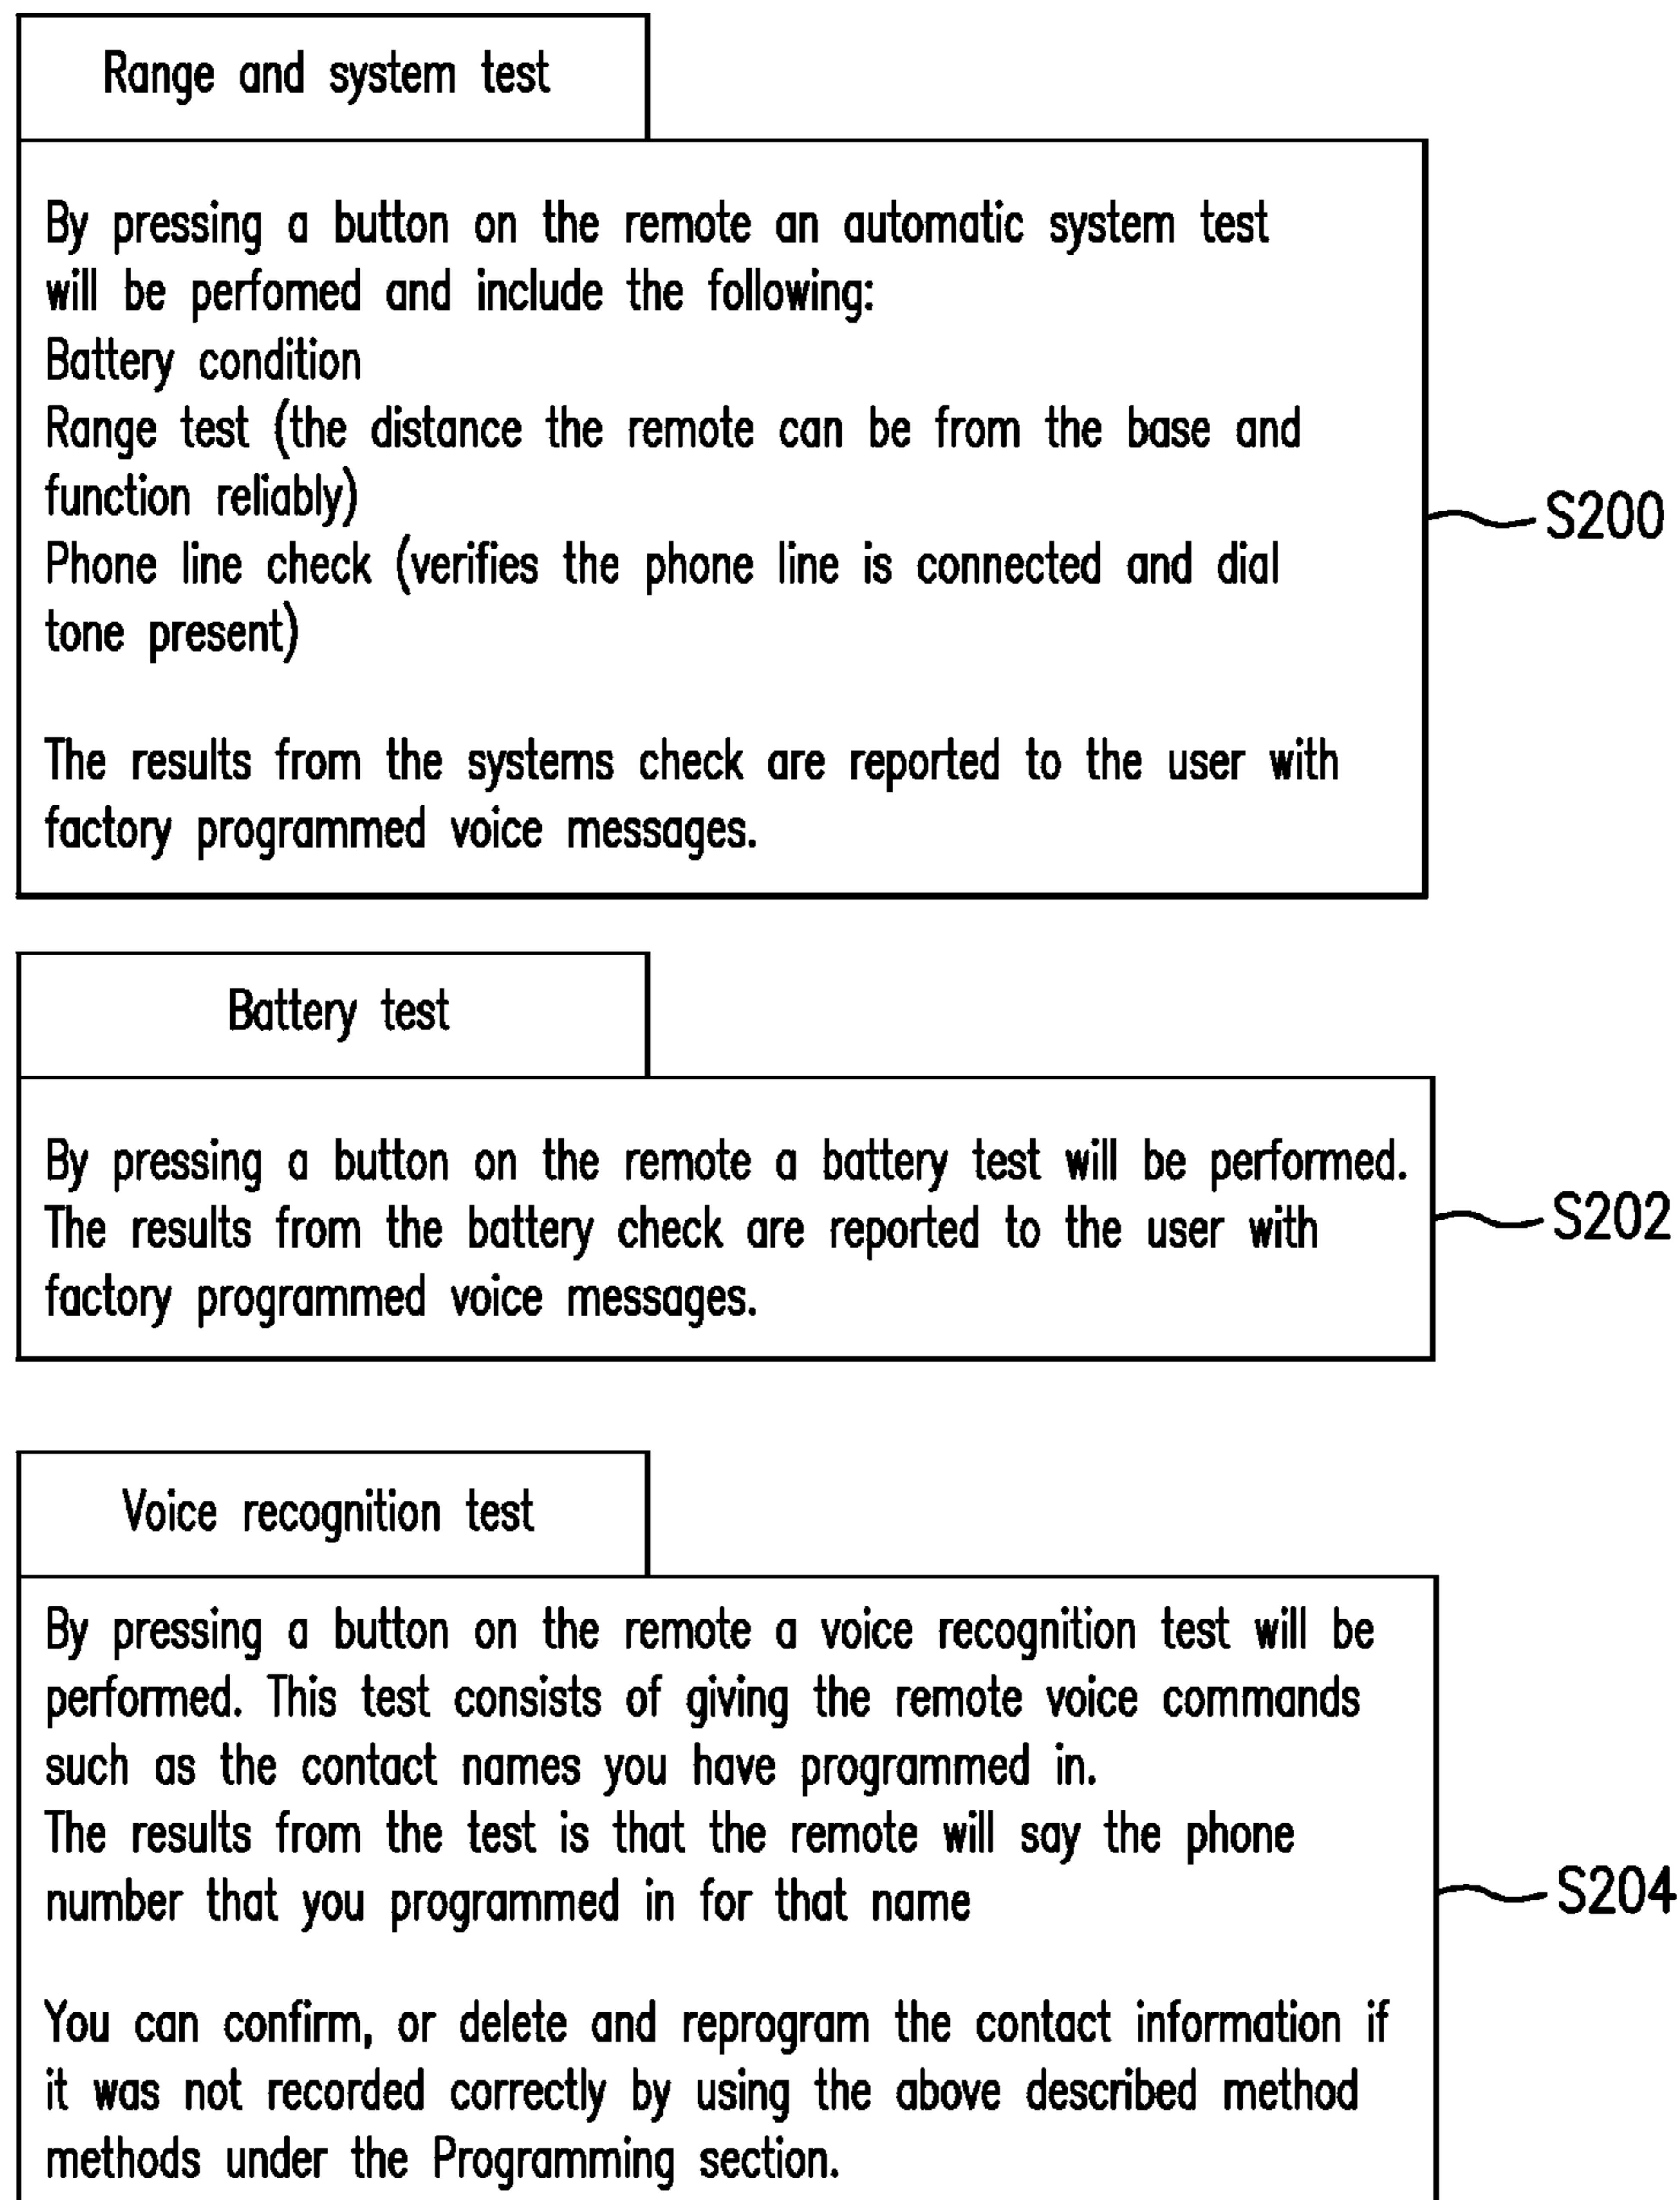 Range and system test
By pressing a button on the remote an automatic system test
will be perfomed and include the following:
Battery condition
Range test (the distance the remote can be from the base and
function reliably)
Phone line check (verifies the phone line is connected and dial
tone present)
The results from the systems check are reported to the user with
factory programmed voice messages.
S200
Battery test
By pressing a button on the remote a battery test will be performed.
The results from the battery check are reported to the user with
factory programmed voice messages.
S202
Voice recognition test
By pressing a button on the remote a voice recognition test will be
performed. This test consists of giving the remote voice commands
such as the contact names you have programmed in.
The results from the test is that the remote will say the phone
number that you programmed in for that name
You can confirm, or delete and reprogram the contact information if
it was not recorded correctly by using the above described method
methods under the Programming section.
S204